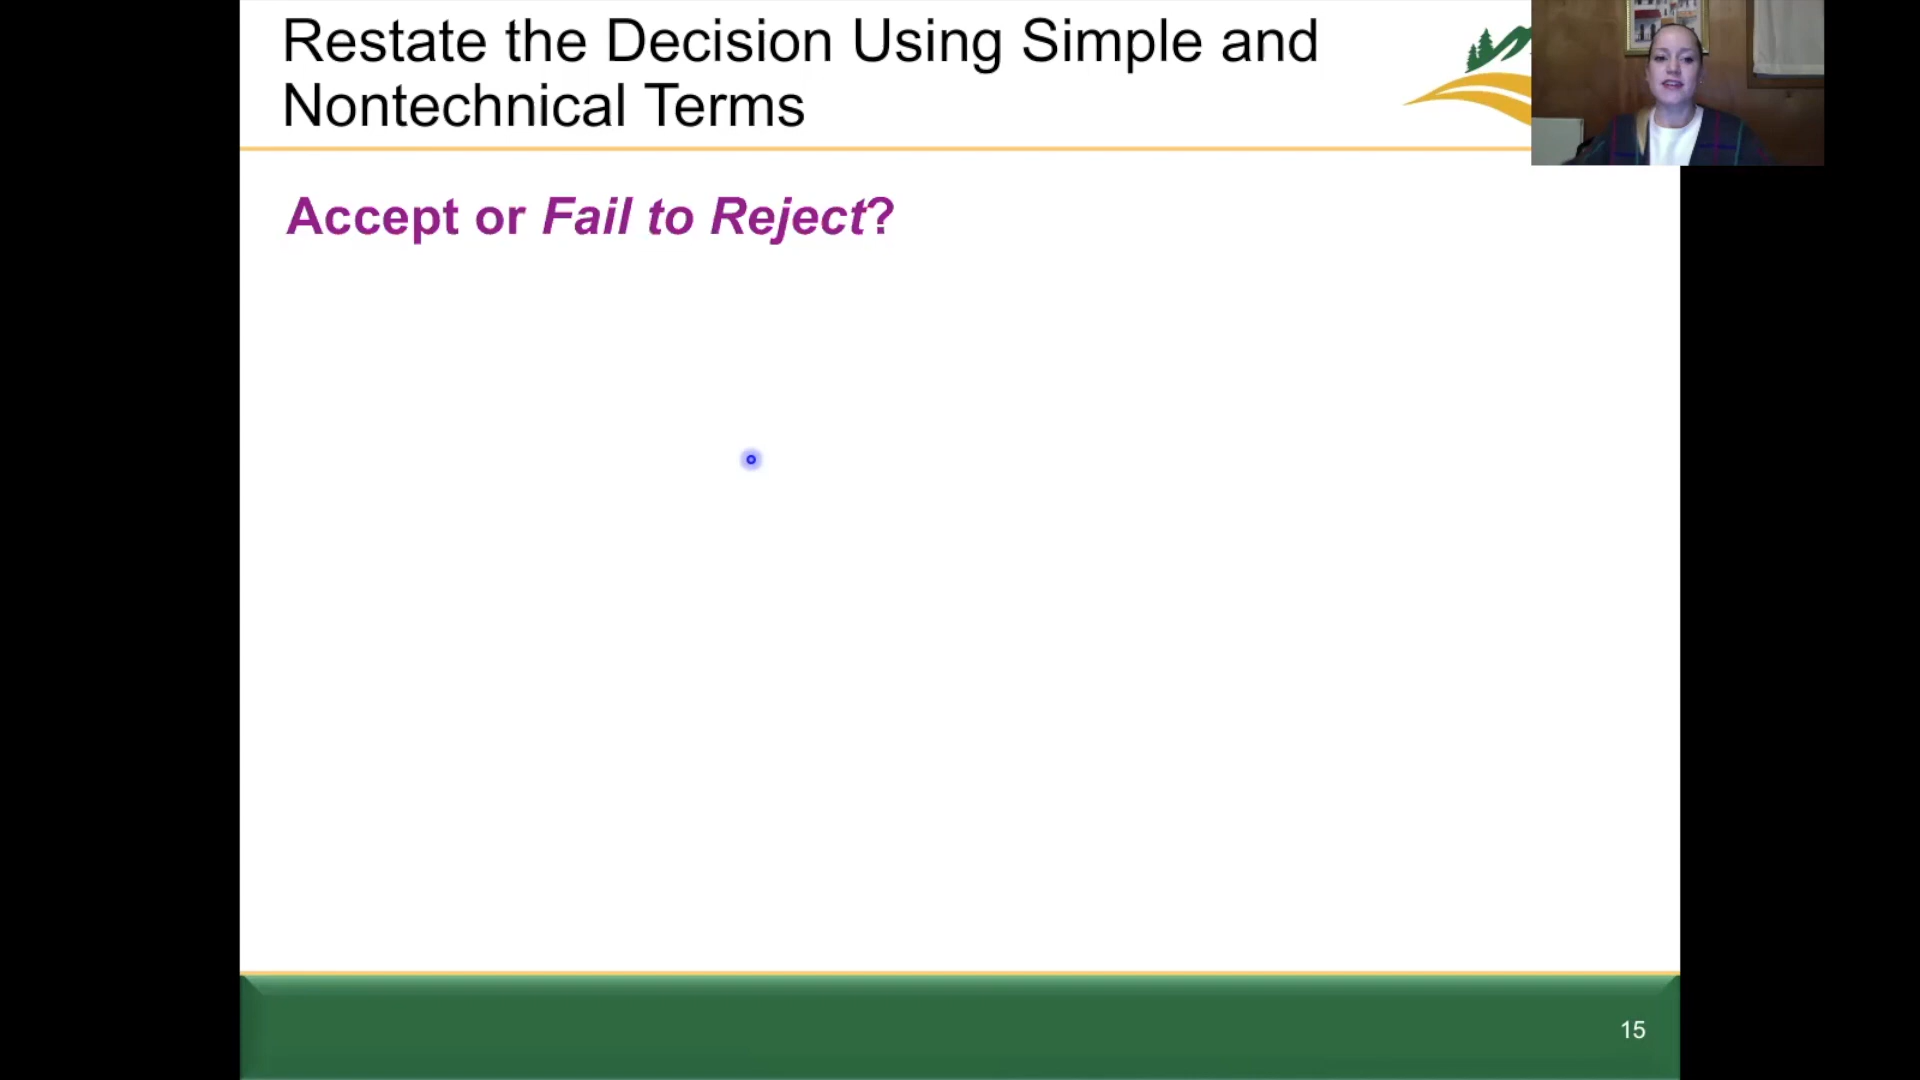 Restate the Decision Using Simple and
Nontechnical Terms
Accept or Fail to Reject?
15